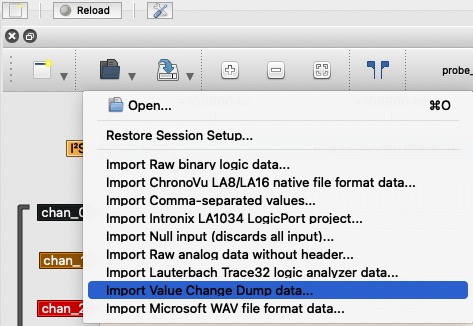 Reload
probe_
Open... ⌘O
Restore Session Setup...
I²S
Import Raw binary logic data...
Import ChronoVu LA8/LA16 native file format data...
Import Comma-separated values...
chan_0
Import Intronix LA1034 LogicPort project...
Import Null input (discards all input)...
Import Raw analog data without header...
chan_1
Import Lauterbach Trace32 logic analyzer data...
Import Value Change Dump data...
chan_2
Import Microsoft WAV file format data...